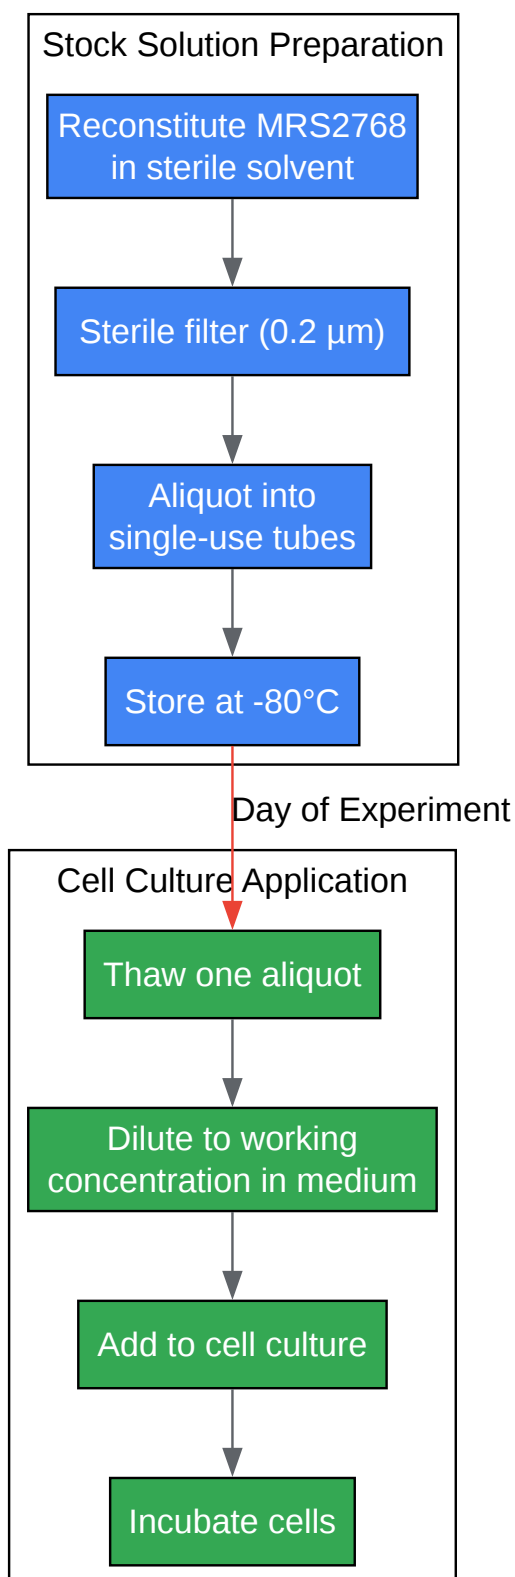 Stock Solution Preparation
Reconstitute MRS2768
in sterile solvent
Sterile filter (0.2 µm)
Aliquot into
single-use tubes
Store at -80°C
Day of Experiment
Cell Culture Application
Thaw one aliquot
Dilute to working
concentration in medium
Add to cell culture
Incubate cells